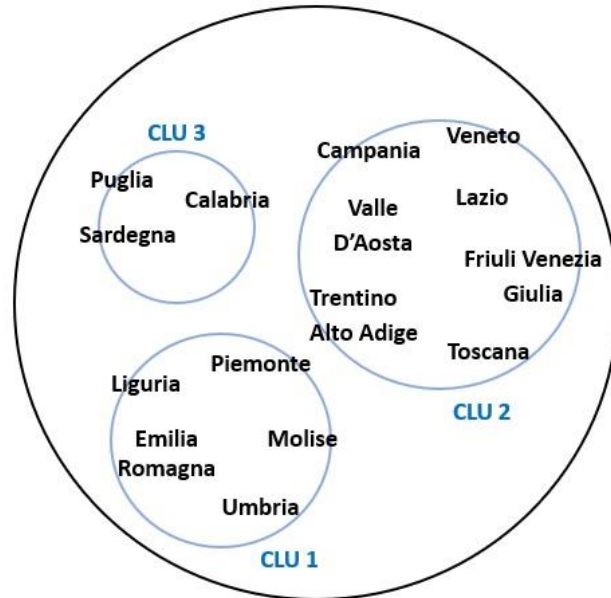 CLU 3
Puglia
Calabria
Sardegna
Campania
Veneto
Valle
D'Aosta
Lazio
Friuli Venezia
Giulia
Trentino
Alto Adige
Toscana
CLU 2
Piemonte
Liguria
Emilia
Romagna
Molise
Umbria
CLU 1